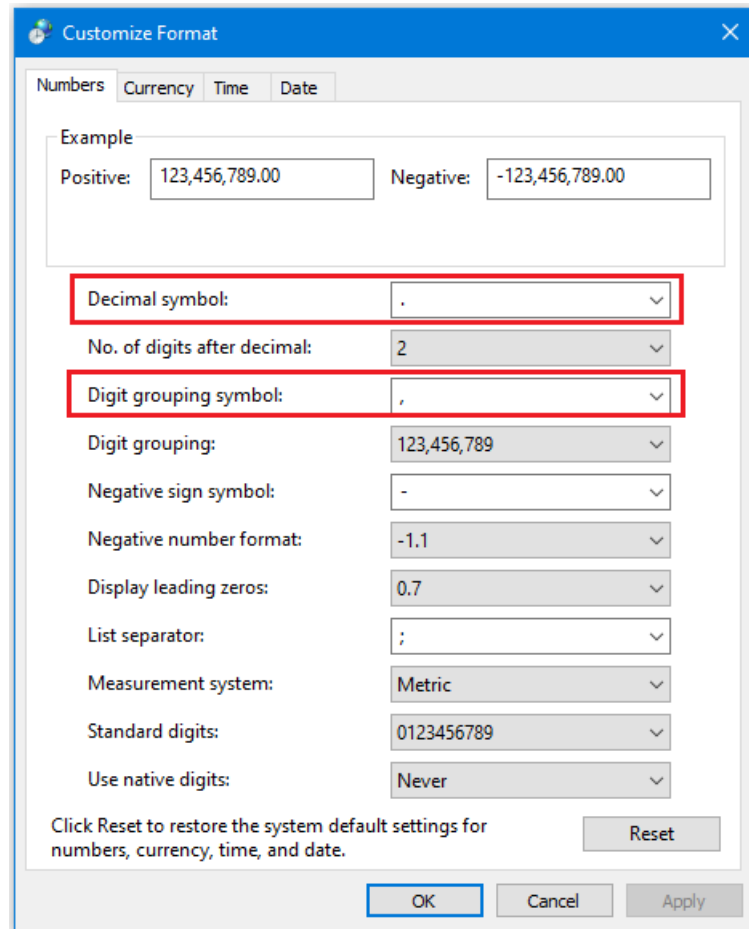 Customize Format
Numbers Currency Time Date
Example
Positive: 123,456,789.00 Negative: -123,456,789.00
Decimal symbol: .
No. of digits after decimal: 2
Digit grouping symbol: ,
Digit grouping: 123,456,789
Negative sign symbol: -
Negative number format: -1.1
Display leading zeros: 0.7
List separator: ;
Measurement system: Metric
Standard digits: 0123456789
Use native digits: Never
Click Reset to restore the system default settings for
numbers, currency, time, and date.
Reset
OK Cancel Apply